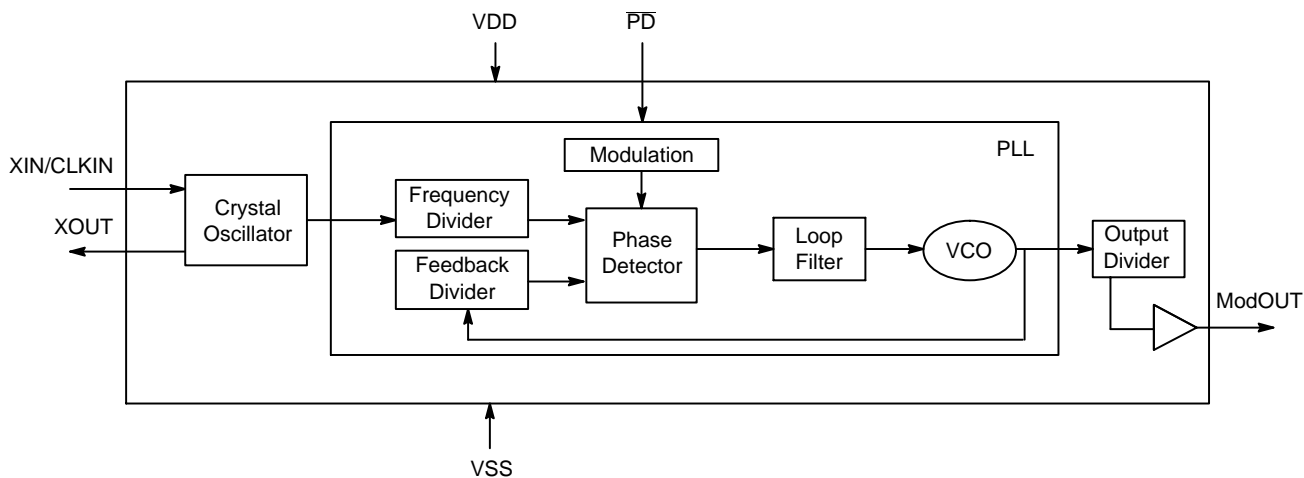 VDD
PD
PLL
Modulation
XIN/CLKIN
XOUT
Crystal
Oscillator
Frequency
Divider
Feedback
Divider
Phase
Detector
Loop
Filter
VCO
Output
Divider
ModOUT
VSS